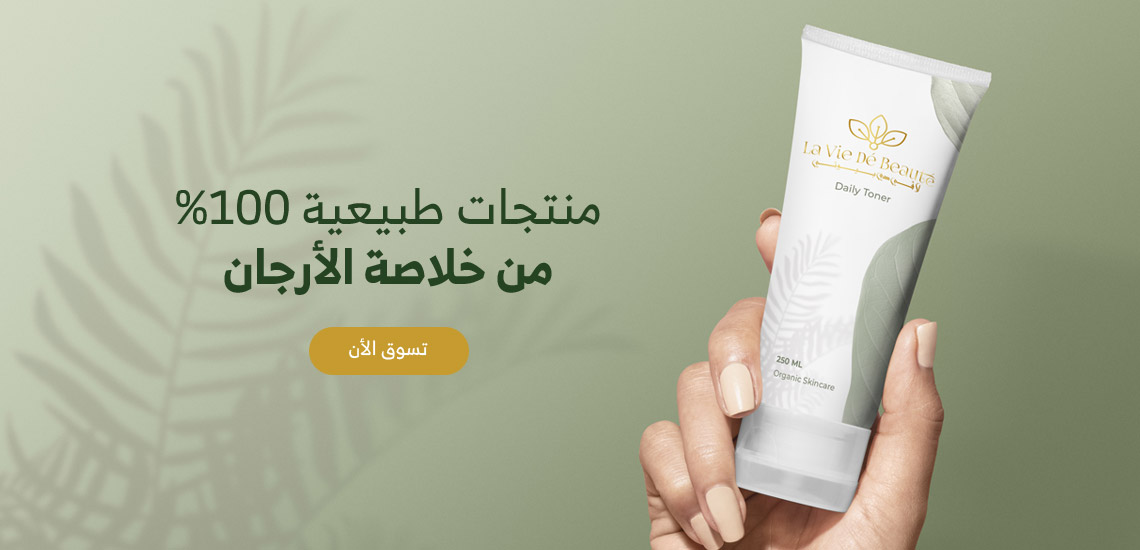 منتجات طبيعية 100%
من خلاصة الأرجان
تسوق الأن
La Vie Dé Beauté
Daily Toner
250 ML
Organic Skincare